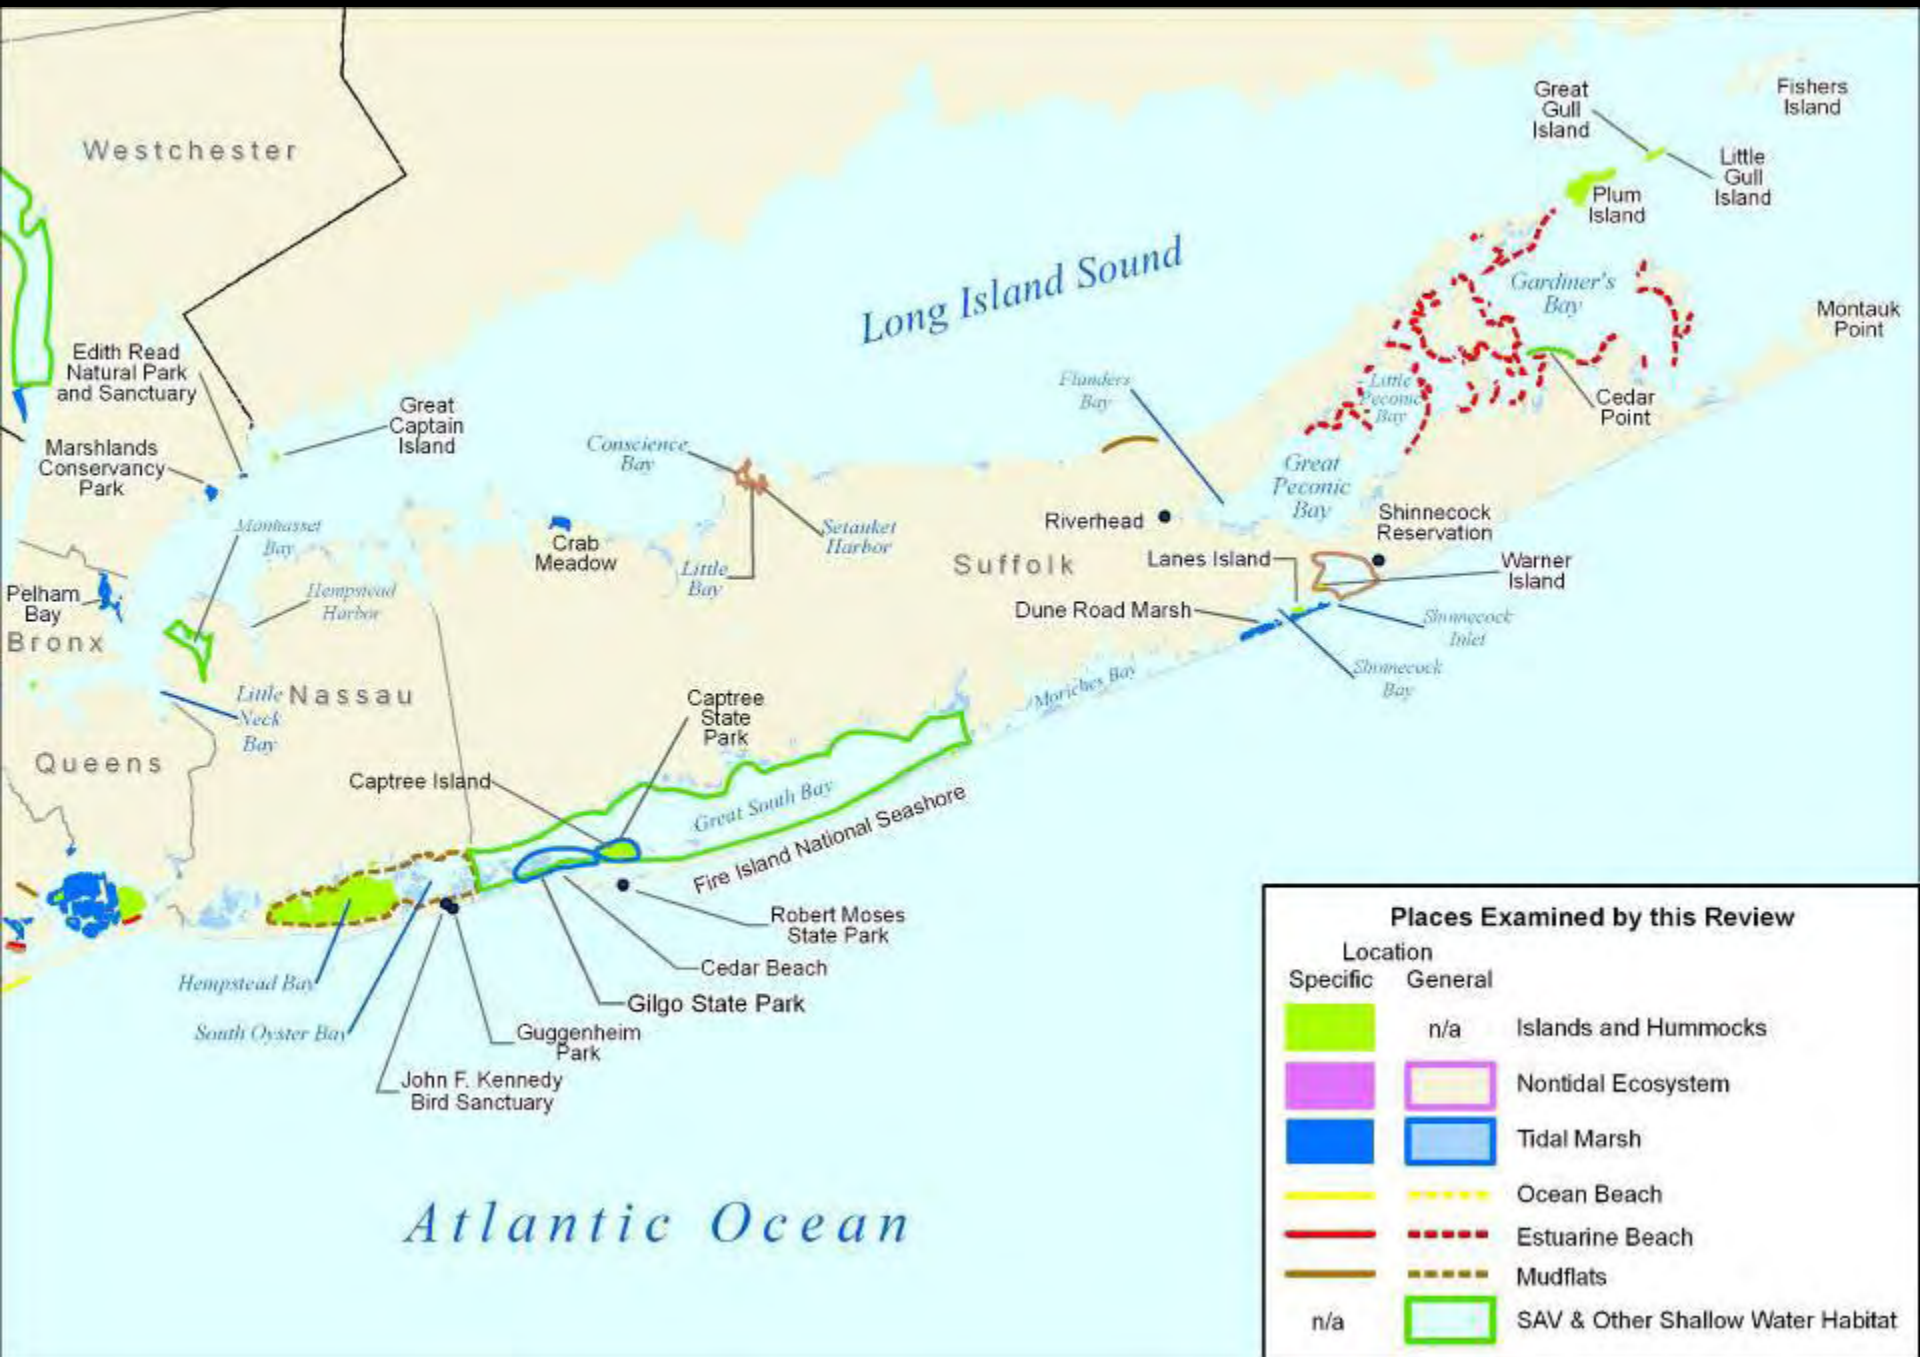 Westchester
Great
Gull
Island
Fishers
Island
Little
Gull
Island
Plum
Island
Long Island Sound
Gardiner's
Bay
Montauk
Point
Edith Read
Natural Park
and Sanctuary
Great
Captain
Island
Flanders
Bay
Little
Peconic
Bay
Cedar
Point
Marshlands
Conservancy
Park
Conscience
Bay
Great
Peconic
Bay
Manhasset
Bay
Crab
Meadow
Setauket
Harbor
Little
Bay
Riverhead
Shinnecock
Reservation
Suffolk
Lanes Island
Warner
Island
Pelham
Bay
Hempstead
Harbor
Dune Road Marsh
Shinnecock
Inlet
Bronx
Shinnecock
Bay
Moriches Bay
Little
Neck
Bay
Nassau
Captree
State
Park
Queens
Captree Island
Great South Bay
Fire Island National Seashore
Robert Moses
State Park
Cedar Beach
Hempstead Bay
Gilgo State Park
South Oyster Bay
Guggenheim
Park
John F. Kennedy
Bird Sanctuary
Atlantic Ocean
Places Examined by this Review
Location
Specific General
n/a Islands and Hummocks
Nontidal Ecosystem
Tidal Marsh
Ocean Beach
Estuarine Beach
Mudflats
n/a SAV & Other Shallow Water Habitat